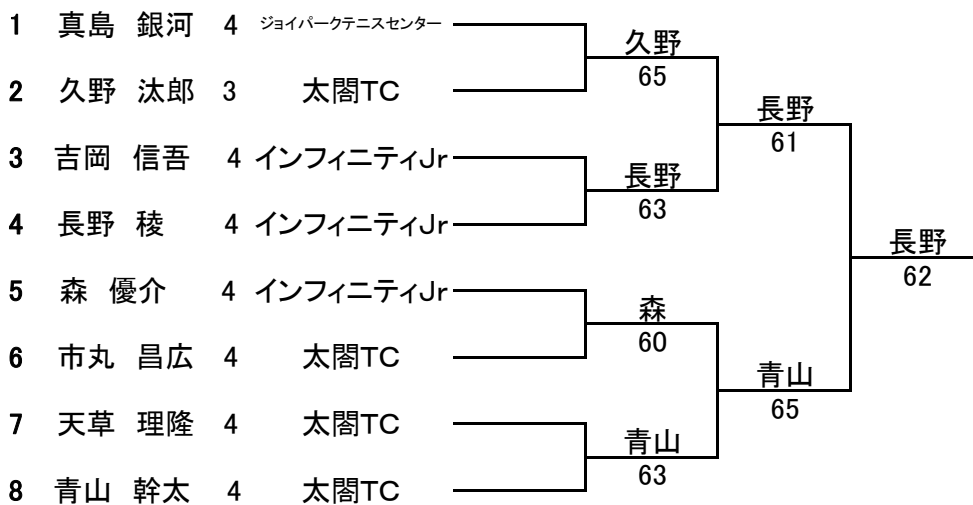 1 真島 銀河 4 ジョイパークテニスセンター
久野
65
2 久野 汰郎 3 太閤TC
長野
61
3 吉岡 信吾 4 インフィニティJr
長野
63
4 長野 稜 4 インフィニティJr
長野
62
5 森 優介 4 インフィニティJr
森
60
6 市丸 昌広 4 太閤TC
青山
65
7 天草 理隆 4 太閤TC
青山
63
8 青山 幹太 4 太閤TC